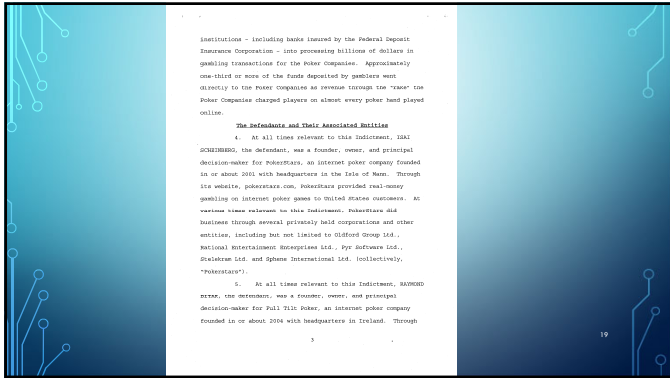 institutions - including banks insured by the Federal Deposit
Insurance Corporation - into processing billions of dollars in
gambling transactions for the Poker Companies. Approximately
one-third or more of the funds deposited by gamblers went
directly to the Poker Companies as revenue through the "rake" the
Poker Companies charged players on almost every poker hand played
online.
The Defendants and Their Associated Entities
4. At all times relevant to this Indictment, ISAI
SCHEINBERG, the defendant, was a founder, owner, and principal
decision-maker for PokerStars, an internet poker company founded
in or about 2001 with headquarters in the Isle of Mann. Through
its website, pokerstars.com, PokerStars provided real-money
gambling on internet poker games to United States customers. At
various times relevant to this Indictment, PokerStars did
business through several privately held corporations and other
entities, including but not limited to Oldford Group Ltd.,
Rational Entertainment Enterprises Ltd., Pyr Software Ltd.,
Stelekram Ltd. and Sphene International Ltd. (collectively,
"Pokerstars").
5. At all times relevant to this Indictment, RAYMOND
BITAR, the defendant, was a founder, owner, and principal
decision-maker for Full Tilt Poker, an internet poker company
founded in or about 2004 with headquarters in Ireland. Through
3
19